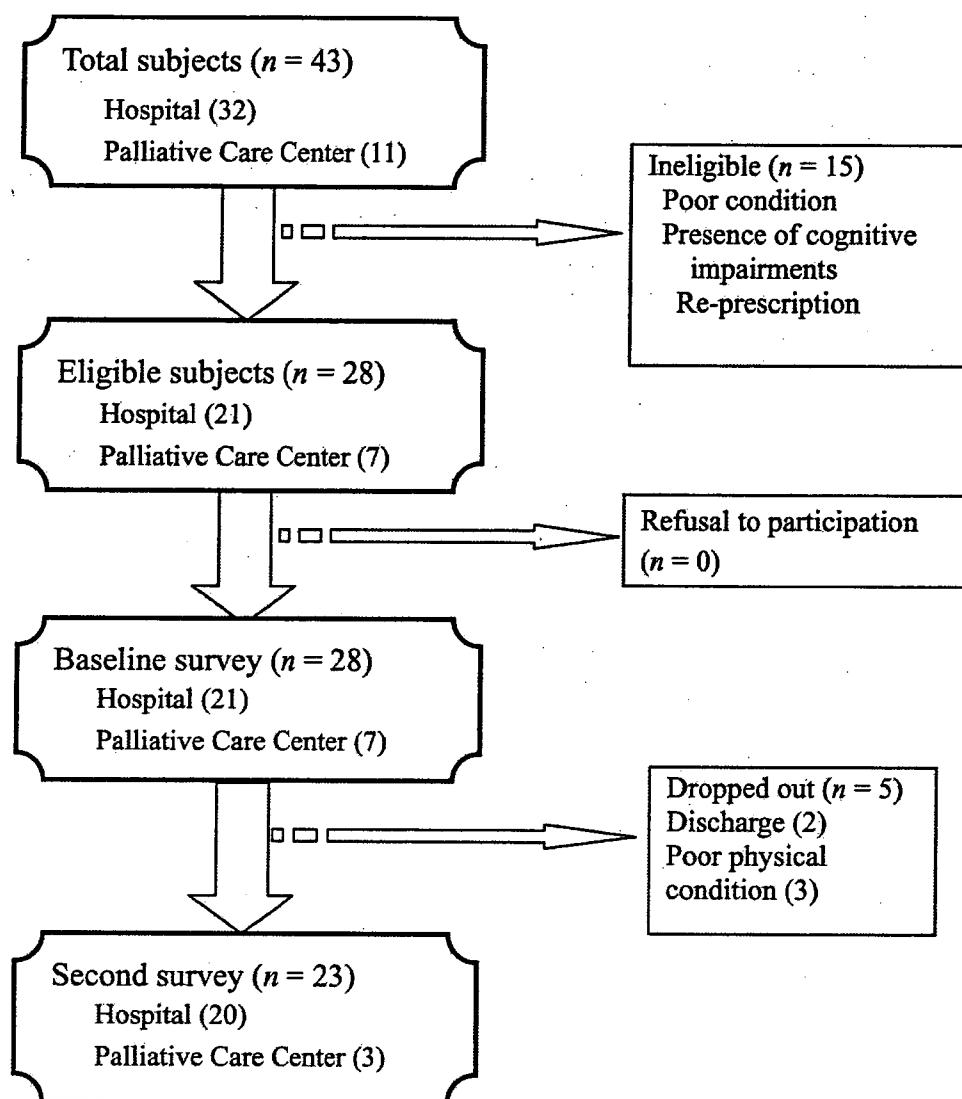 Total subjects (n = 43)
Hospital (32)
Palliative Care Center (11)
Ineligible (n = 15)
Poor condition
Presence of cognitive
impairments
Re-prescription
Eligible subjects (n = 28)
Hospital (21)
Palliative Care Center (7)
Refusal to participation
(n = 0)
Baseline survey (n = 28)
Hospital (21)
Palliative Care Center (7)
Dropped out (n = 5)
Discharge (2)
Poor physical
condition (3)
Second survey (n = 23)
Hospital (20)
Palliative Care Center (3)